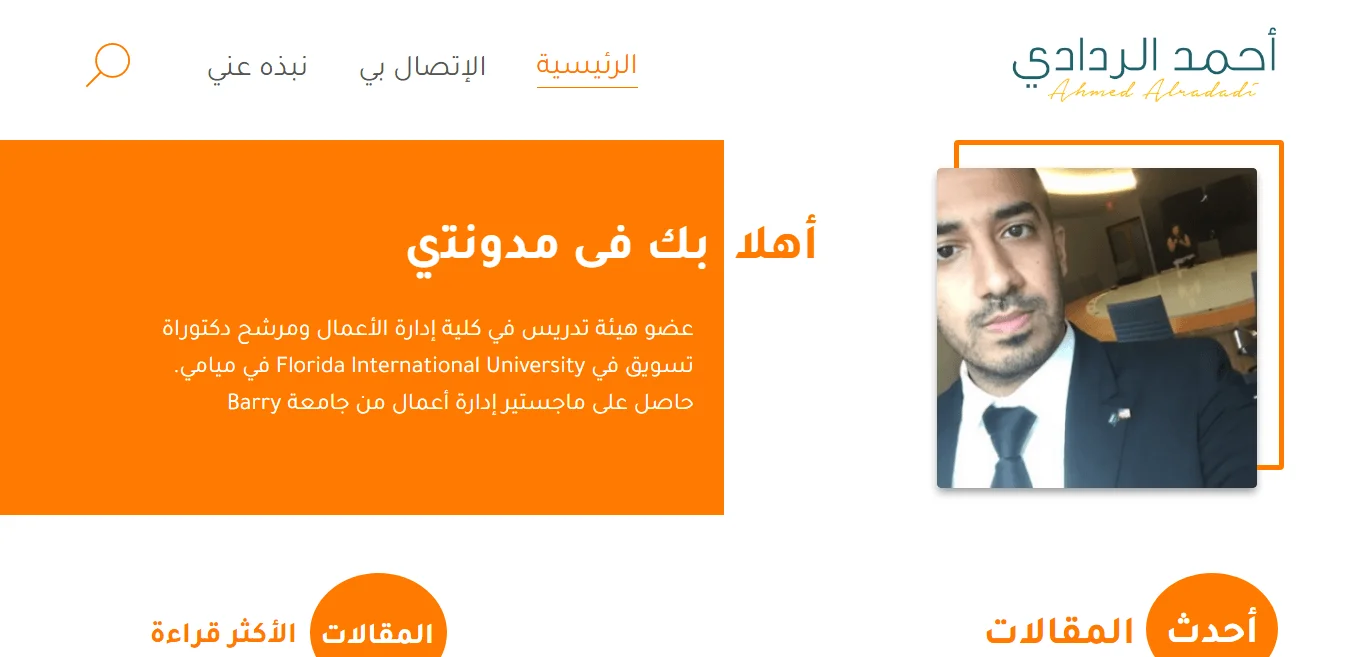 أحمد الردادي
Ahmed Alradadi
الرئيسية
الإتصال بي
نبذه عني
أهلا بك فى مدونتي
عضو هيئة تدريس في كلية إدارة الأعمال ومرشح دكتوراة
تسويق في Florida International University في ميامي.
حاصل على ماجستير إدارة أعمال من جامعة Barry
أحدث المقالات
المقالات الأكثر قراءة